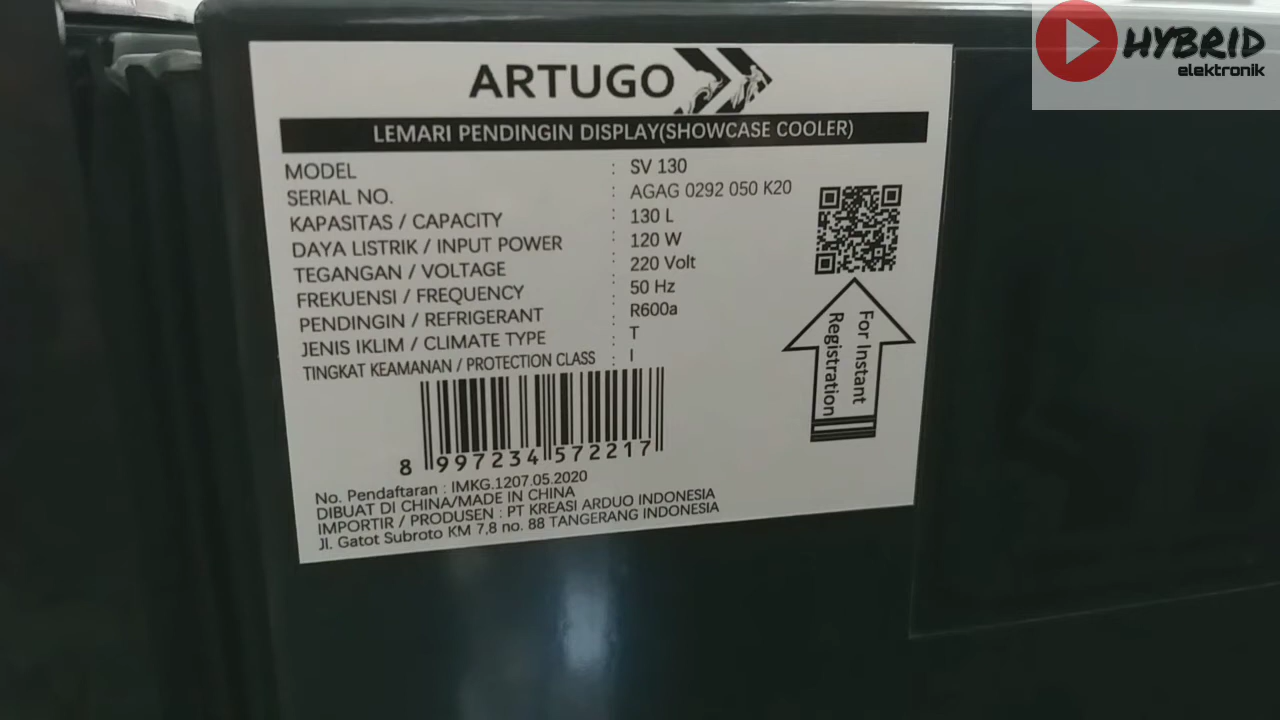 HYBRID
elektronik
ARTUGO
LEMARI PENDINGIN DISPLAY(SHOWCASE COOLER)
MODEL : SV 130
SERIAL NO. : AGAG 0292 050 K20
KAPASITAS / CAPACITY : 130 L
DAYA LISTRIK / INPUT POWER : 120 W
TEGANGAN / VOLTAGE : 220 Volt
FREKUENSI / FREQUENCY : 50 Hz
PENDINGIN / REFRIGERANT : R600a
JENIS IKLIM / CLIMATE TYPE : T
TINGKAT KEAMANAN / PROTECTION CLASS : I
For Instant
Registration
8 997234 572217
No. Pendaftaran : IMKG.1207.05.2020
DIBUAT DI CHINA/MADE IN CHINA
IMPORTIR / PRODUSEN : PT KREASI ARDUO INDONESIA
Jl. Gatot Subroto KM 7,8 no. 88 TANGERANG INDONESIA